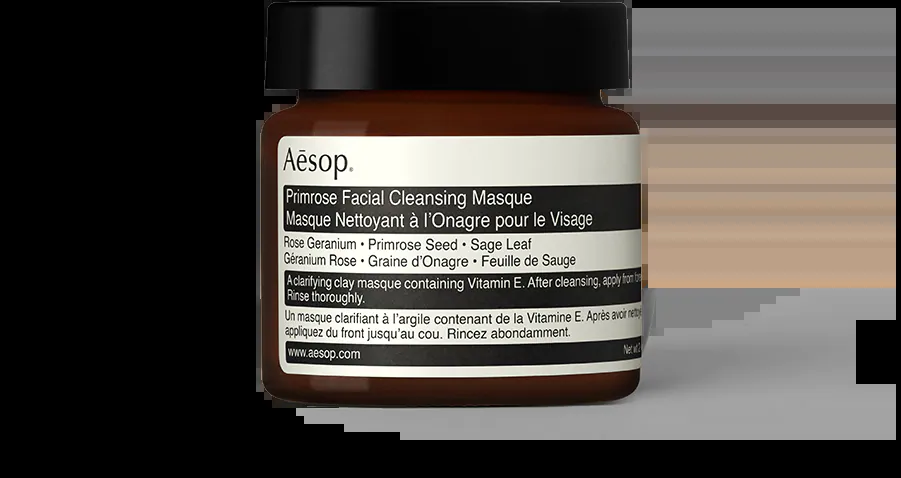 Aēsop.
Primrose Facial Cleansing Masque
Masque Nettoyant à l'Onagre pour le Visage
Rose Geranium • Primrose Seed • Sage Leaf
Géranium Rose • Graine d'Onagre • Feuille de Sauge
A clarifying clay masque containing Vitamin E. After cleansing, apply from
Rinse thoroughly.
Un masque clarifiant à l'argile contenant de la Vitamine E. Après avoir
appliquez du front jusqu'au cou. Rincez abondamment.
www.aesop.com
Net wt